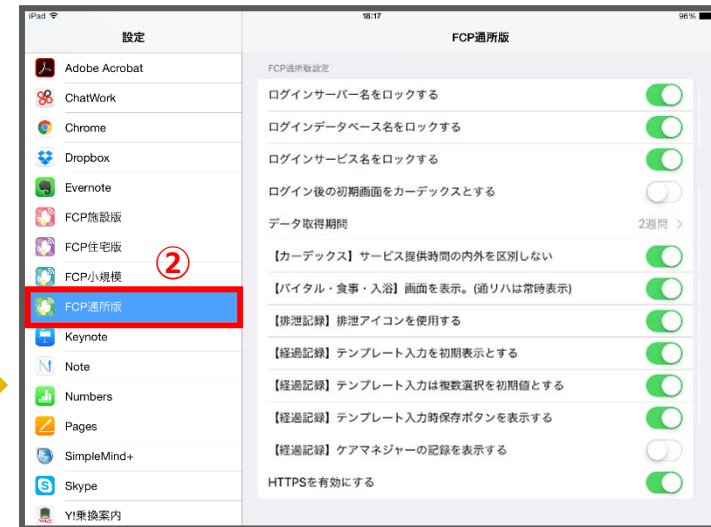 iPad 18:17 96%
設定
Adobe Acrobat
ChatWork
Chrome
Dropbox
Evernote
FCP施設版
FCP住宅版
FCP小規模
②
FCP通所版
Keynote
Note
Numbers
Pages
SimpleMind+
Skype
Y!乗換案内
FCP通所版
FCP通所版設定
ログインサーバー名をロックする
ログインデータベース名をロックする
ログインサービス名をロックする
ログイン後の初期画面をカーデックスとする
データ取得期間 2週間 >
【カーデックス】サービス提供時間の内外を区別しない
【バイタル・食事・入浴】画面を表示。(通リハは常時表示)
【排泄記録】排泄アイコンを使用する
【経過記録】テンプレート入力を初期表示とする
【経過記録】テンプレート入力は複数選択を初期値とする
【経過記録】テンプレート入力時保存ボタンを表示する
【経過記録】ケアマネジャーの記録を表示する
HTTPSを有効にする